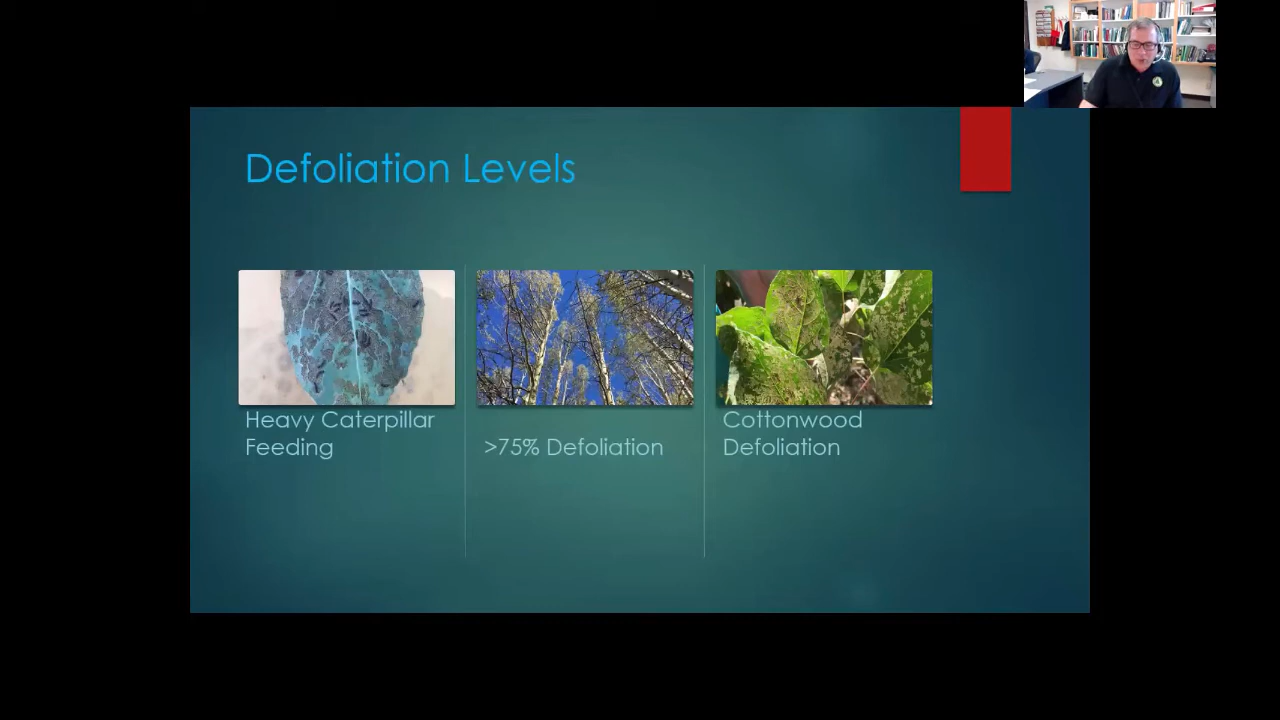 Defoliation Levels
Heavy Caterpillar
Feeding
>75% Defoliation
Cottonwood
Defoliation